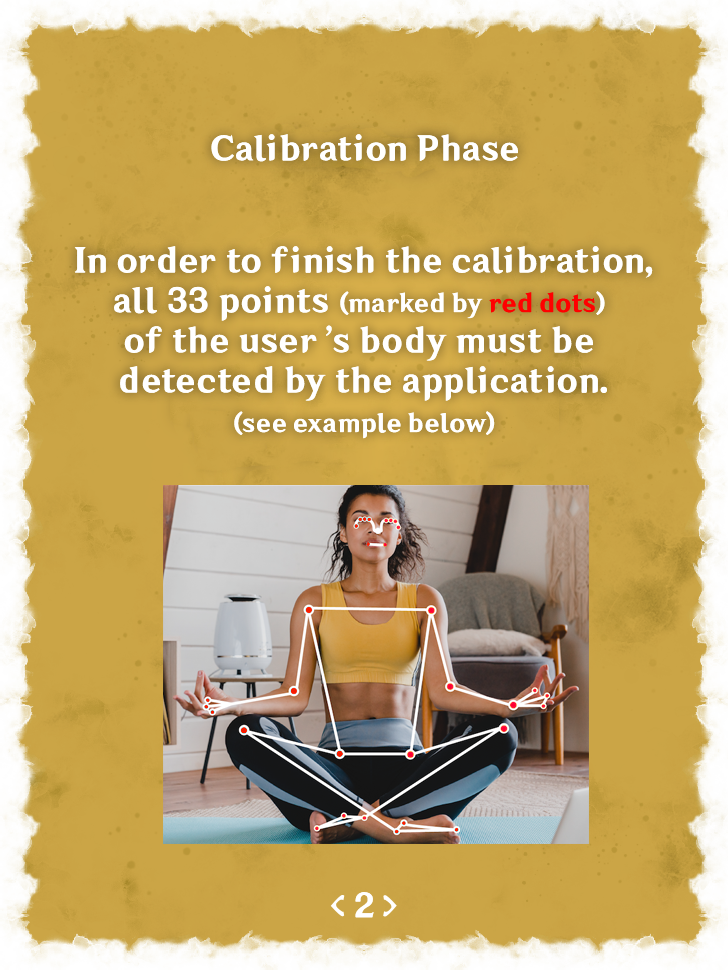 Calibration Phase
In order to finish the calibration,
all 33 points (marked by red dots)
of the user's body must be
detected by the application.
(see example below)
< 2 >